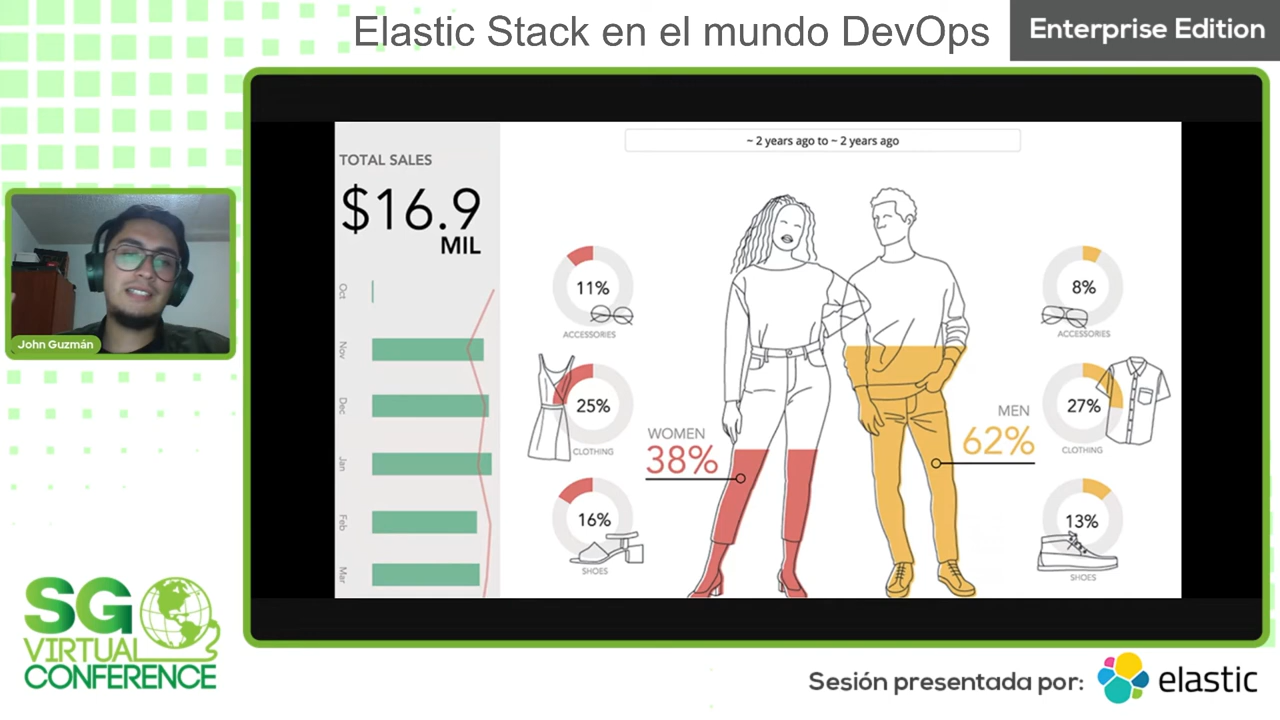 Elastic Stack en el mundo DevOps
Enterprise Edition
~ 2 years ago to ~ 2 years ago
TOTAL SALES
$16.9
MIL
Oct
Nov
Dec
Jan
Feb
Mar
11%
ACCESSORIES
25%
CLOTHING
16%
SHOES
WOMEN
38%
MEN
62%
8%
ACCESSORIES
27%
CLOTHING
13%
SHOES
John Guzmán
SG
VIRTUAL
CONFERENCE
Sesión presentada por:
elastic